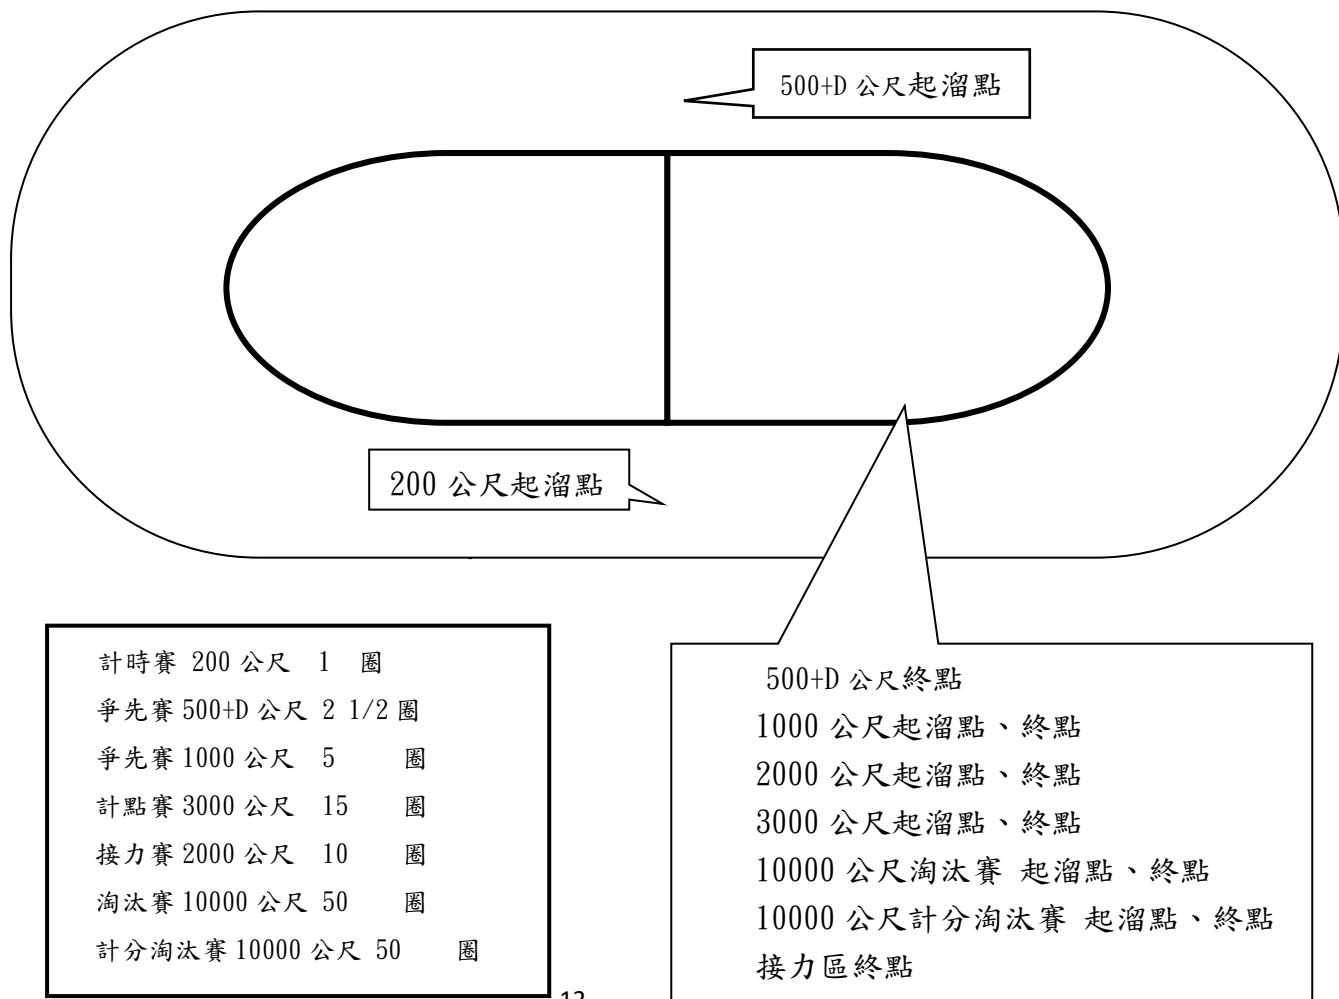 500+D 公尺起溜點
200 公尺起溜點
計時賽 200 公尺 1 圈
爭先賽 500+D 公尺 2 1/2 圈
爭先賽 1000 公尺 5 圈
計點賽 3000 公尺 15 圈
接力賽 2000 公尺 10 圈
淘汰賽 10000 公尺 50 圈
計分淘汰賽 10000 公尺 50 圈
500+D 公尺終點
1000 公尺起溜點、終點
2000 公尺起溜點、終點
3000 公尺起溜點、終點
10000 公尺淘汰賽 起溜點、終點
10000 公尺計分淘汰賽 起溜點、終點
接力區終點